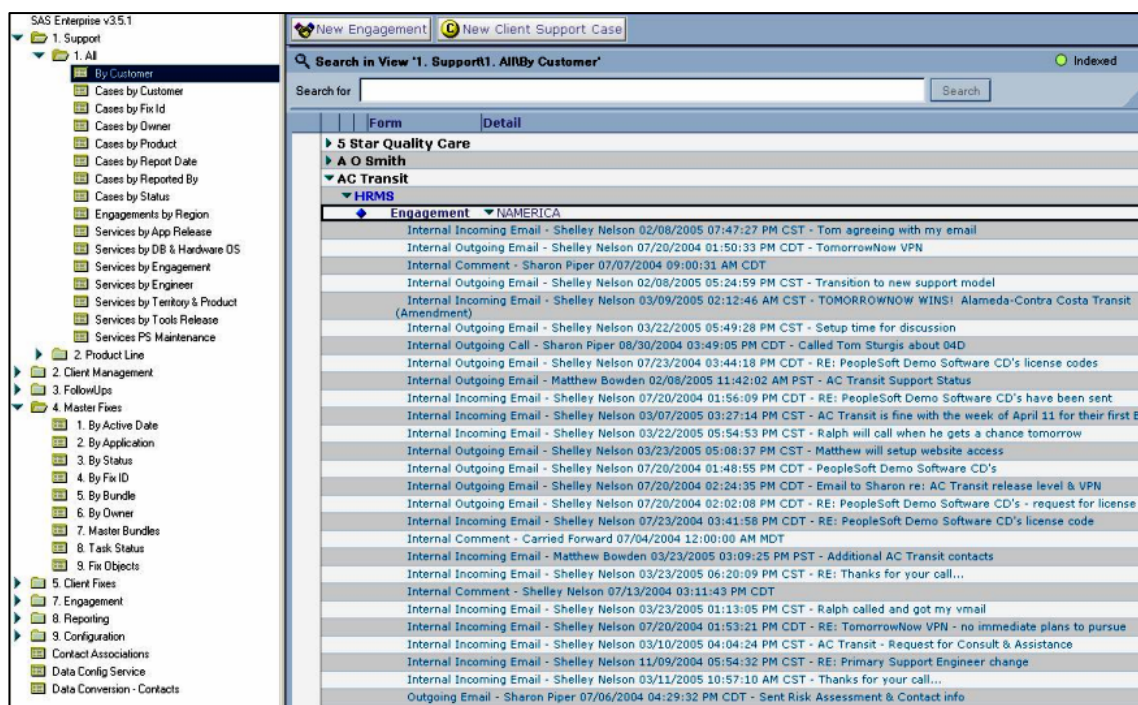 SAS Enterprise v3.5.1
1. Support
1. All
By Customer
Cases by Customer
Cases by Fix Id
Cases by Owner
Cases by Product
Cases by Report Date
Cases by Reported By
Cases by Status
Engagements by Region
Services by App Release
Services by DB & Hardware OS
Services by Engagement
Services by Engineer
Services by Territory & Product
Services by Tools Release
Services PS Maintenance
2. Product Line
2. Client Management
3. FollowUps
4. Master Fixes
1. By Active Date
2. By Application
3. By Status
4. By Fix ID
5. By Bundle
6. By Owner
7. Master Bundles
8. Task Status
9. Fix Objects
5. Client Fixes
7. Engagement
8. Reporting
9. Configuration
Contact Associations
Data Config Service
Data Conversion - Contacts
New Engagement
New Client Support Case
Search in View '1. Support\1. All\By Customer'
Indexed
Search for
Search
Form Detail
5 Star Quality Care
A O Smith
AC Transit
HRMS
Engagement NAMERICA
Internal Incoming Email - Shelley Nelson 02/08/2005 07:47:27 PM CST - Tom agreeing with my email
Internal Outgoing Email - Shelley Nelson 07/20/2004 01:50:33 PM CDT - TomorrowNow VPN
Internal Comment - Sharon Piper 07/07/2004 09:00:31 AM CDT
Internal Outgoing Email - Shelley Nelson 02/08/2005 05:24:59 PM CST - Transition to new support model
Internal Incoming Email - Shelley Nelson 03/09/2005 02:12:46 AM CST - TOMORROWNOW WINS! Alameda-Contra Costa Transit
(Amendment)
Internal Outgoing Email - Shelley Nelson 03/22/2005 05:49:28 PM CST - Setup time for discussion
Internal Outgoing Call - Sharon Piper 08/30/2004 03:49:05 PM CDT - Called Tom Sturgis about 04D
Internal Outgoing Email - Shelley Nelson 07/23/2004 03:44:18 PM CDT - RE: PeopleSoft Demo Software CD's license codes
Internal Outgoing Email - Matthew Bowden 02/08/2005 11:42:02 AM PST - AC Transit Support Status
Internal Incoming Email - Shelley Nelson 07/20/2004 01:56:09 PM CDT - RE: PeopleSoft Demo Software CD's have been sent
Internal Incoming Email - Shelley Nelson 03/07/2005 03:27:14 PM CST - AC Transit is fine with the week of April 11 for their first
Internal Incoming Email - Shelley Nelson 03/22/2005 05:54:53 PM CST - Ralph will call when he gets a chance tomorrow
Internal Outgoing Email - Shelley Nelson 03/23/2005 05:08:37 PM CST - Matthew will setup website access
Internal Outgoing Email - Shelley Nelson 07/20/2004 01:48:55 PM CDT - PeopleSoft Demo Software CD's
Internal Outgoing Email - Shelley Nelson 07/20/2004 02:24:35 PM CDT - Email to Sharon re: AC Transit release level & VPN
Internal Outgoing Email - Shelley Nelson 07/20/2004 02:02:08 PM CDT - RE: PeopleSoft Demo Software CD's - request for license
Internal Incoming Email - Shelley Nelson 07/23/2004 03:41:58 PM CDT - RE: PeopleSoft Demo Software CD's license code
Internal Comment - Carried Forward 07/04/2004 12:00:00 AM MDT
Internal Incoming Email - Matthew Bowden 03/23/2005 03:09:25 PM PST - Additional AC Transit contacts
Internal Incoming Email - Shelley Nelson 03/23/2005 06:20:09 PM CST - RE: Thanks for your call...
Internal Comment - Shelley Nelson 07/13/2004 03:11:43 PM CDT
Internal Incoming Email - Shelley Nelson 03/23/2005 01:13:05 PM CST - Ralph called and got my vmail
Internal Incoming Email - Shelley Nelson 07/20/2004 01:53:21 PM CDT - RE: TomorrowNow VPN - no immediate plans to pursue
Internal Incoming Email - Shelley Nelson 03/10/2005 04:04:24 PM CST - AC Transit - Request for Consult & Assistance
Internal Incoming Email - Shelley Nelson 11/09/2004 05:54:32 PM CST - RE: Primary Support Engineer change
Internal Incoming Email - Shelley Nelson 03/11/2005 10:57:10 AM CST - Thanks for your call...
Outgoing Email - Sharon Piper 07/06/2004 04:29:32 PM CDT - Sent Risk Assessment & Contact info